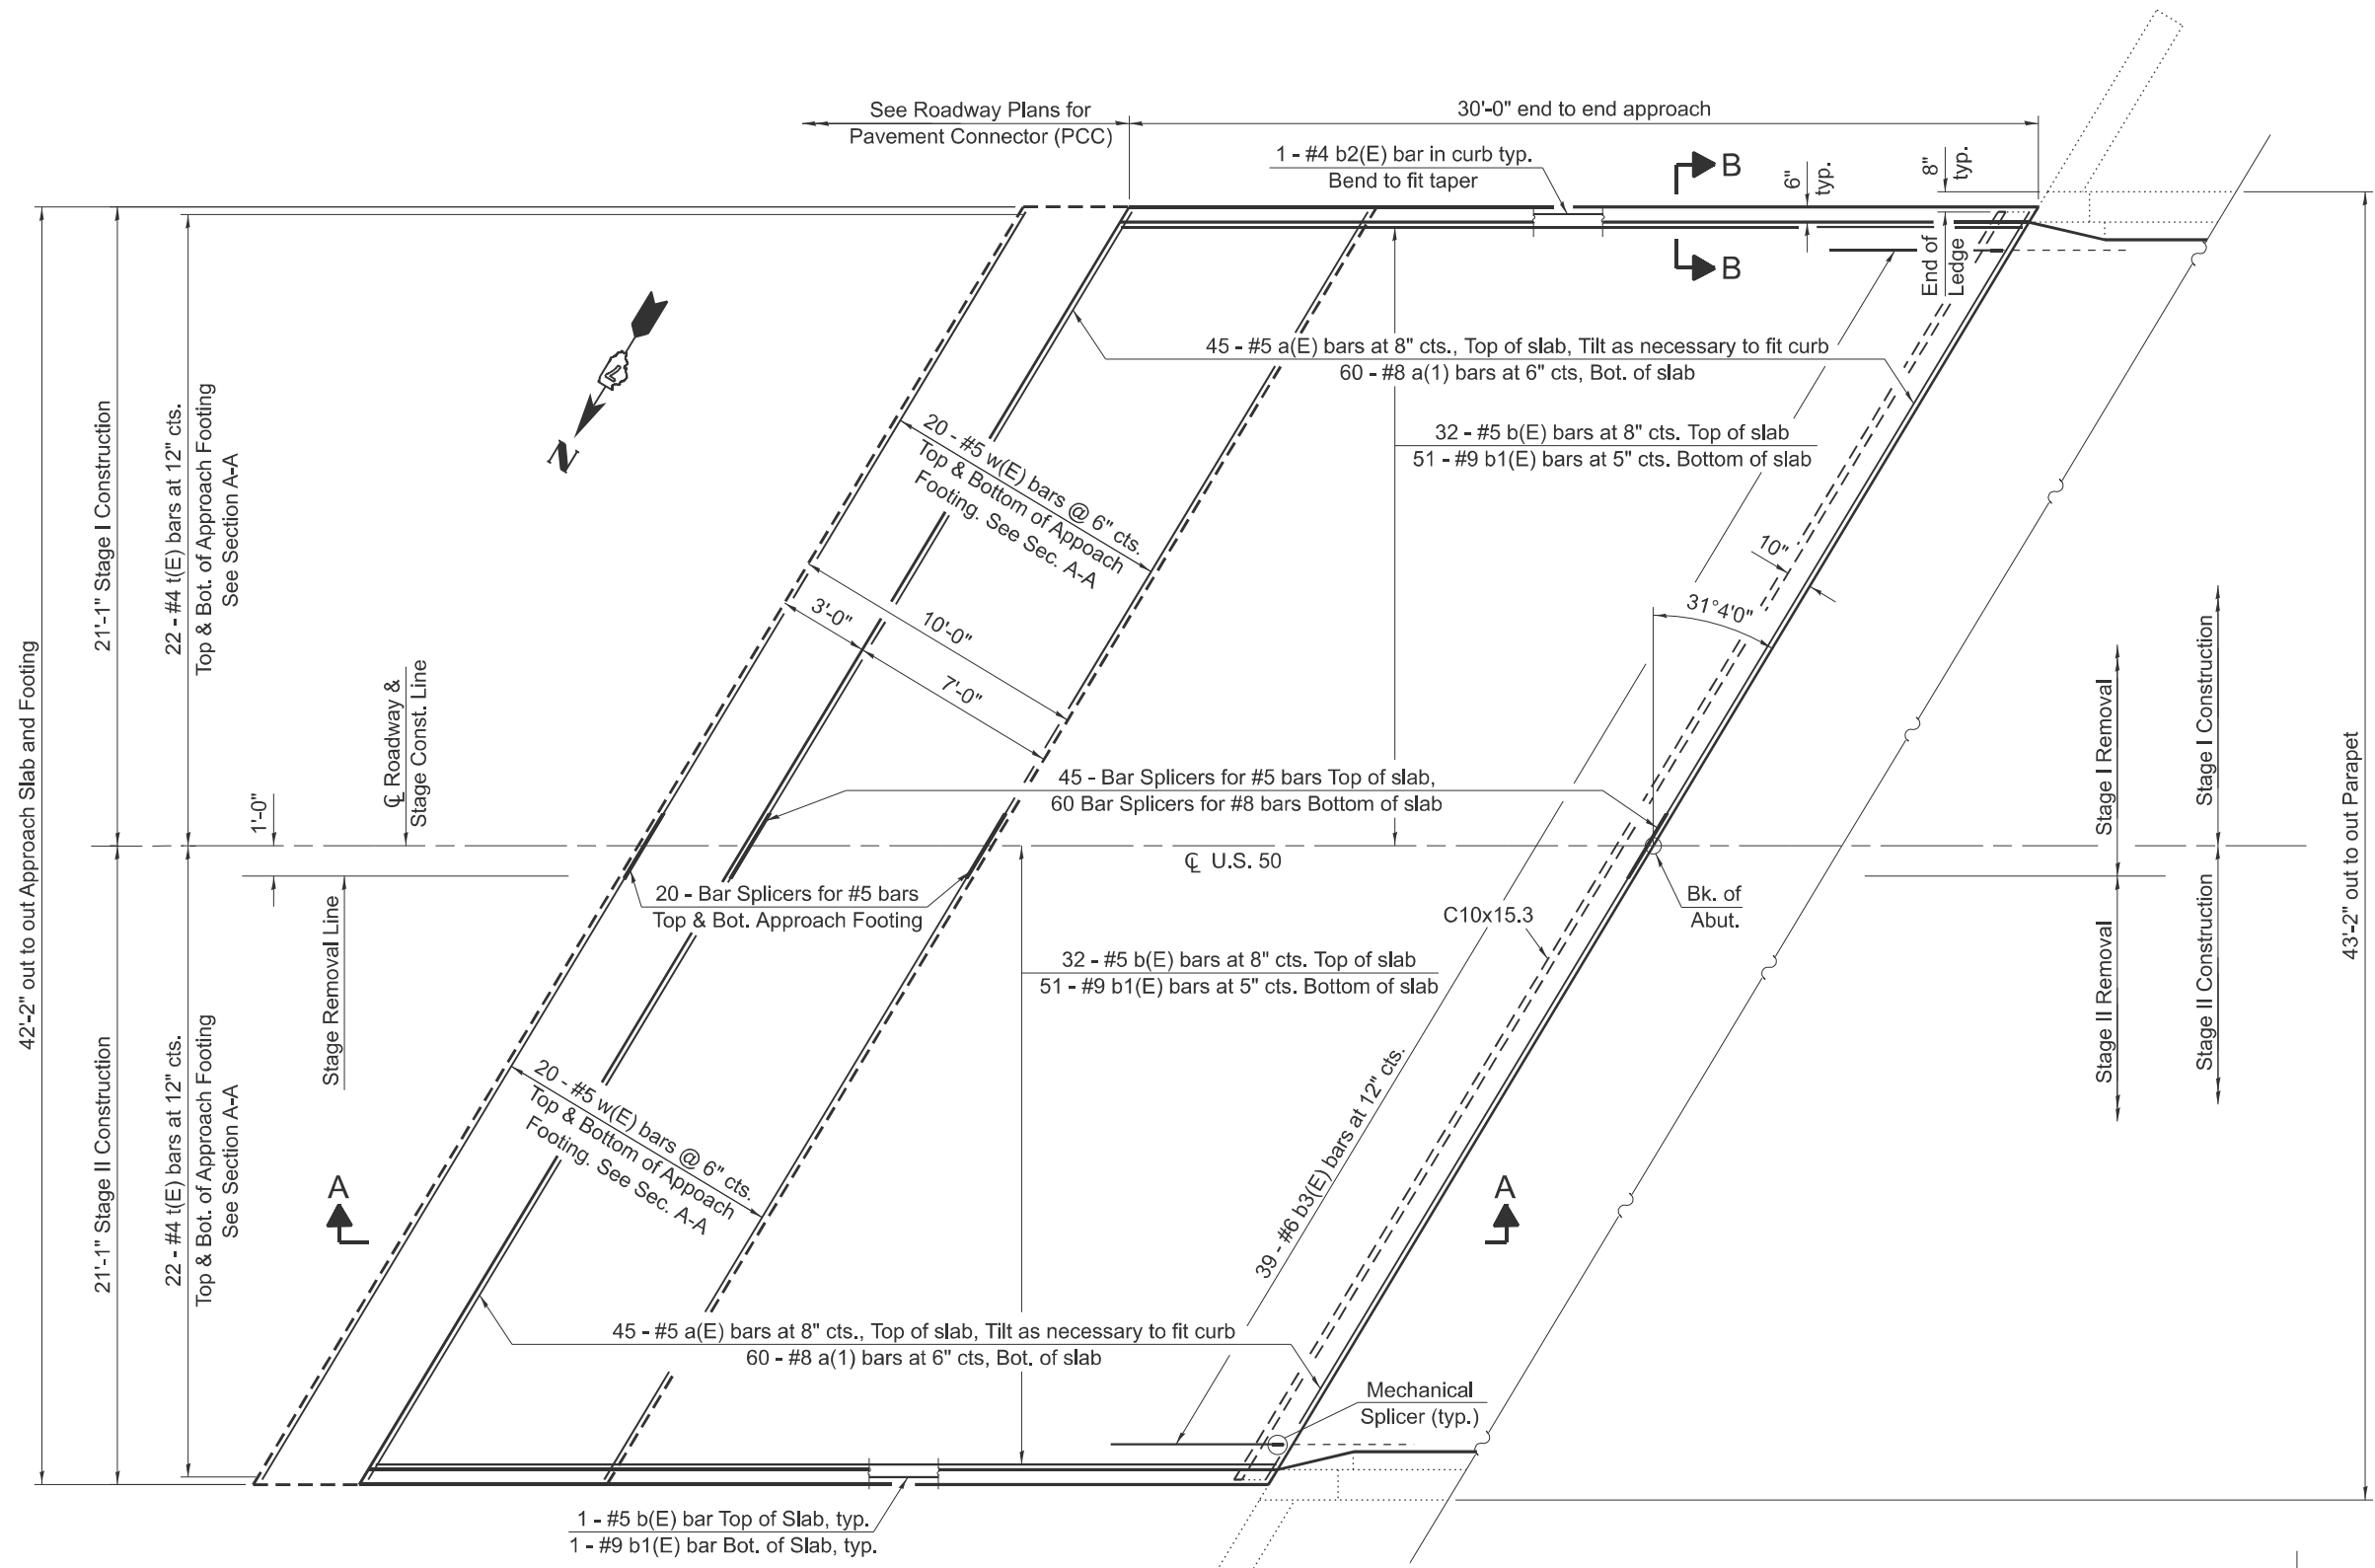 See Roadway Plans for
Pavement Connector (PCC)
30'-0" end to end approach
1 - #4 b2(E) bar in curb typ.
Bend to fit taper
B
B
6"
typ.
8"
typ.
End of
Ledge
42'-2" out to out Approach Slab and Footing
21'-1" Stage I Construction
22 - #4 t(E) bars at 12" cts.
Top & Bot. of Approach Footing
See Section A-A
N
45 - #5 a(E) bars at 8" cts., Top of slab, Tilt as necessary to fit curb
60 - #8 a(1) bars at 6" cts, Bot. of slab
20 - #5 w(E) bars @ 6" cts.
Top & Bottom of Appoach
Footing. See Sec. A-A
32 - #5 b(E) bars at 8" cts. Top of slab
51 - #9 b1(E) bars at 5" cts. Bottom of slab
10"
31°4'0"
3'-0"
10'-0"
7'-0"
1'-0"
℄ Roadway &
Stage Const. Line
45 - Bar Splicers for #5 bars Top of slab,
60 Bar Splicers for #8 bars Bottom of slab
℄ U.S. 50
Stage I Removal
Stage I Construction
43'-2" out to out Parapet
20 - Bar Splicers for #5 bars
Top & Bot. Approach Footing
Bk. of
Abut.
C10x15.3
Stage Removal Line
32 - #5 b(E) bars at 8" cts. Top of slab
51 - #9 b1(E) bars at 5" cts. Bottom of slab
Stage II Removal
Stage II Construction
21'-1" Stage II Construction
22 - #4 t(E) bars at 12" cts.
Top & Bot. of Approach Footing
See Section A-A
20 - #5 w(E) bars @ 6" cts.
Top & Bottom of Appoach
Footing. See Sec. A-A
39 - #6 b3(E) bars at 12" cts.
A
A
45 - #5 a(E) bars at 8" cts., Top of slab, Tilt as necessary to fit curb
60 - #8 a(1) bars at 6" cts, Bot. of slab
Mechanical
Splicer (typ.)
1 - #5 b(E) bar Top of Slab, typ.
1 - #9 b1(E) bar Bot. of Slab, typ.